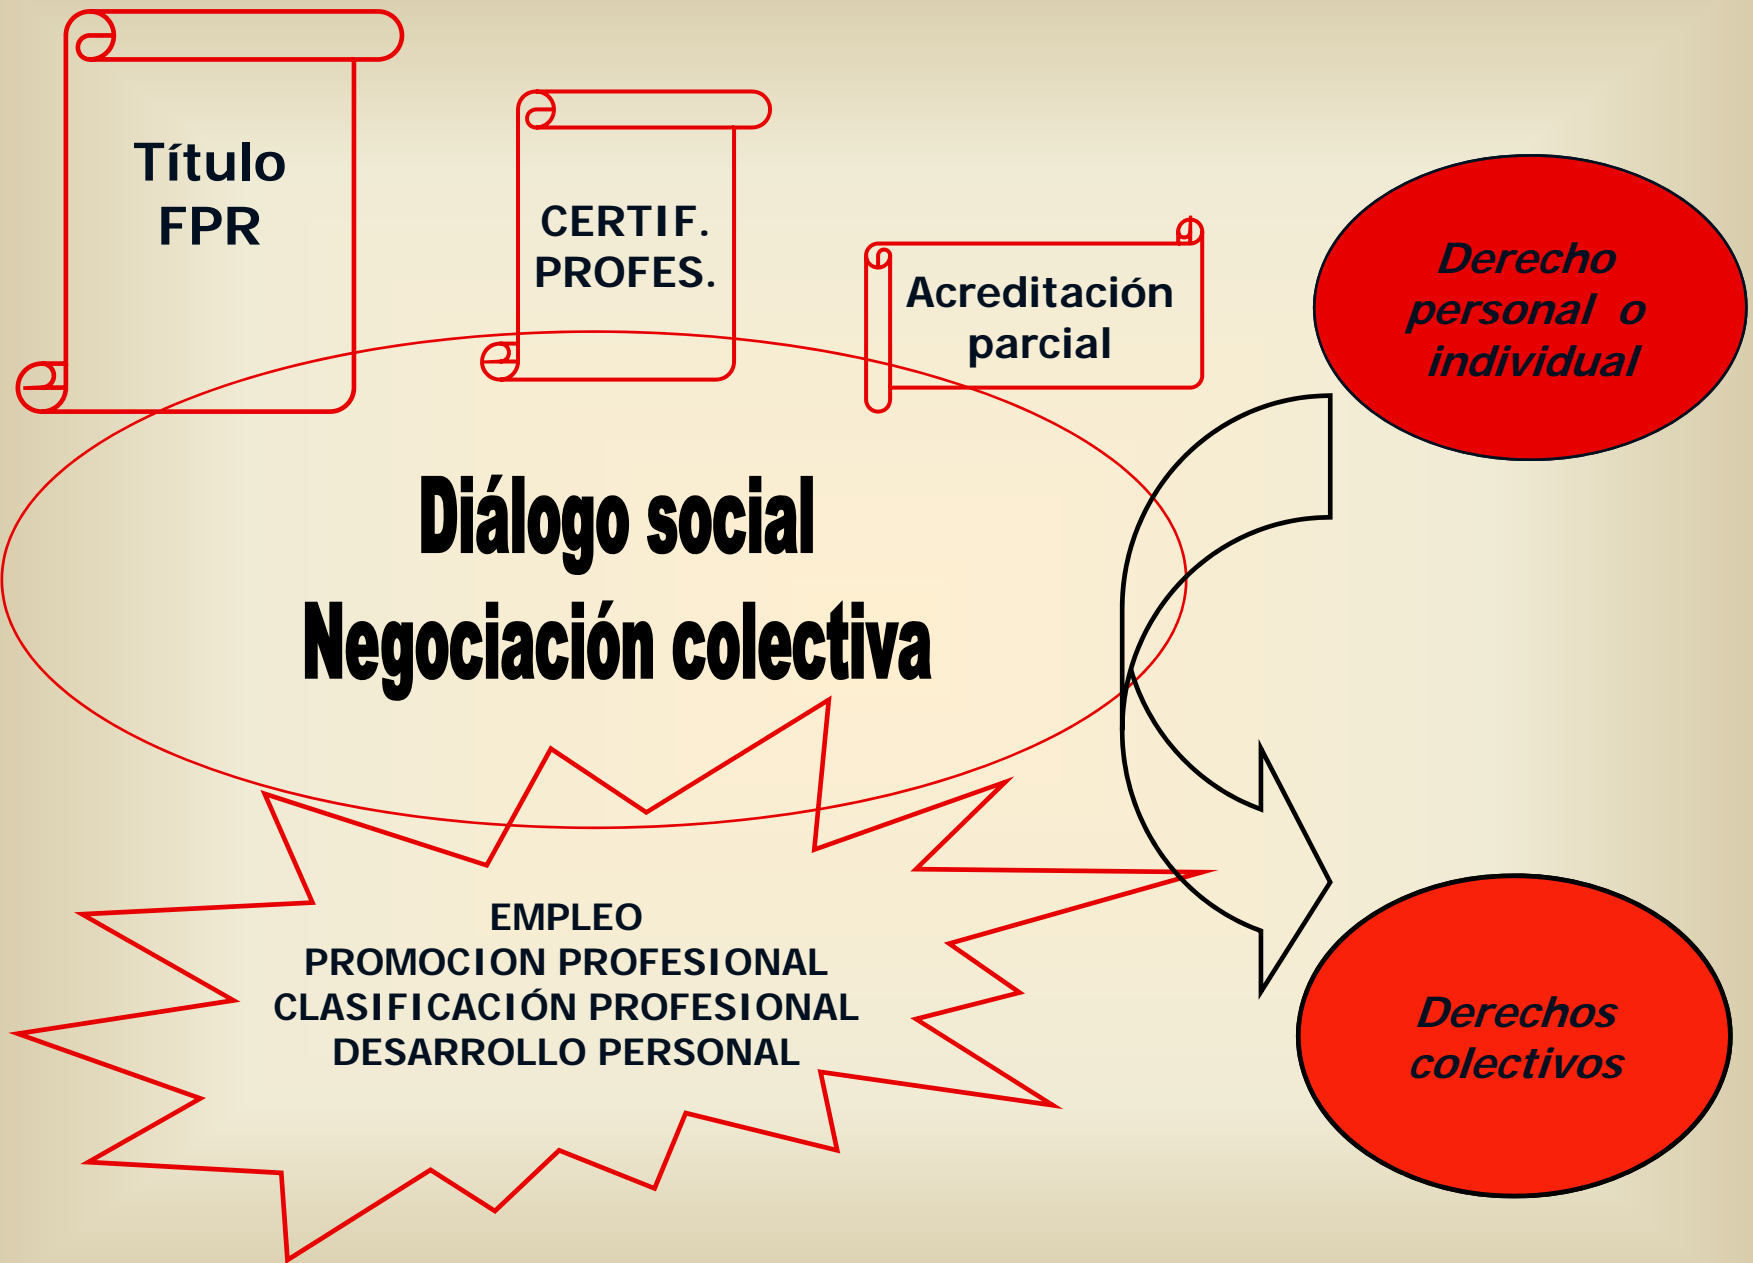 Título
FPR
CERTIF.
PROFES.
Acreditación
parcial
Derecho
personal o
individual
Diálogo social
Negociación colectiva
EMPLEO
PROMOCION PROFESIONAL
CLASIFICACIÓN PROFESIONAL
DESARROLLO PERSONAL
Derechos
colectivos